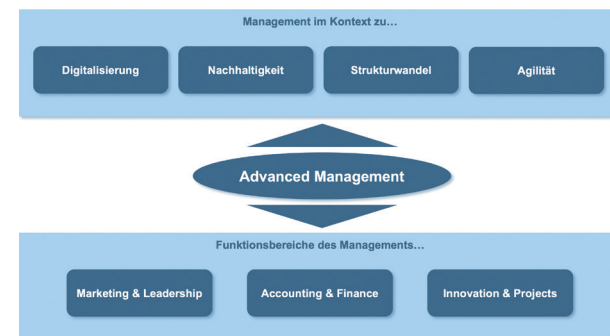 Management im Kontext zu…
Digitalisierung
Nachhaltigkeit
Strukturwandel
Agilität
Advanced Management
Funktionsbereiche des Managements…
Marketing & Leadership
Accounting & Finance
Innovation & Projects